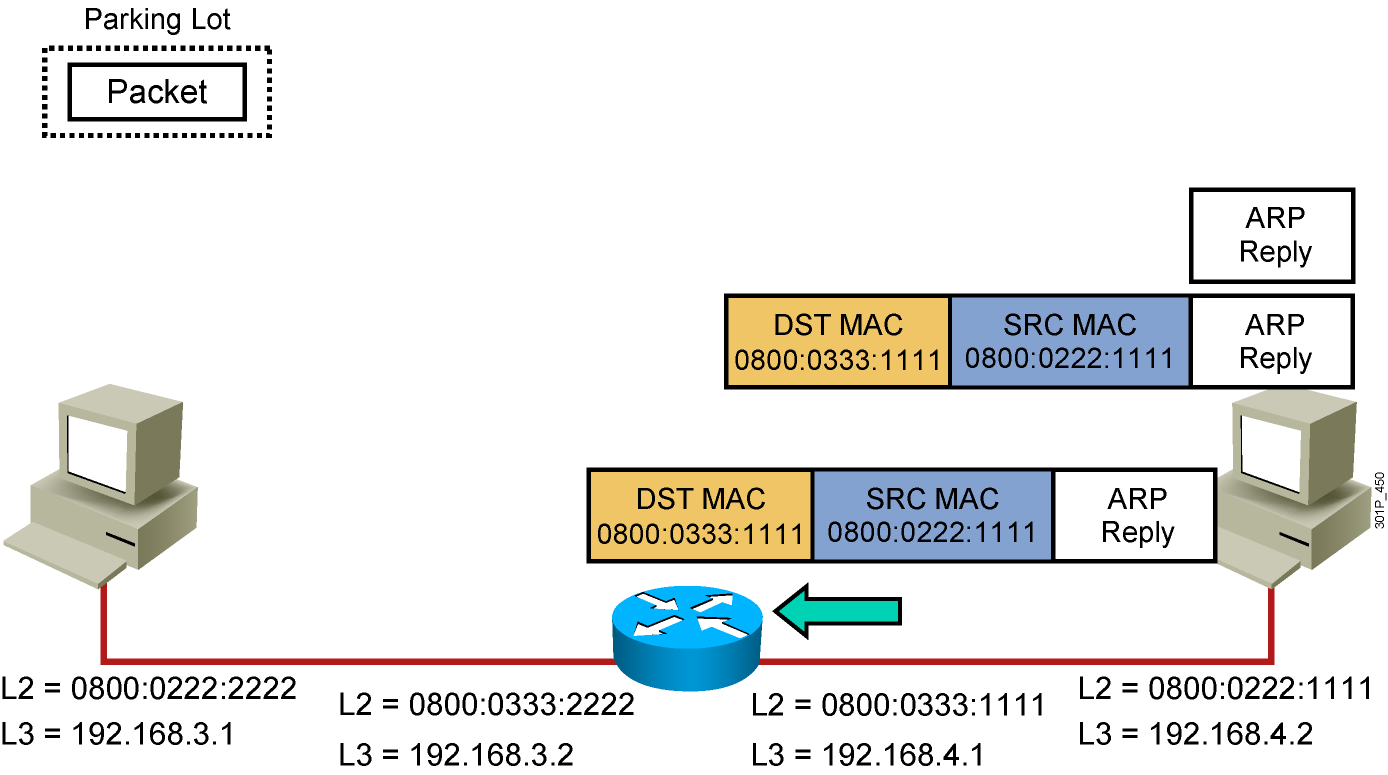 Parking Lot
Packet
ARP
Reply
DST MAC
0800:0333:1111
SRC MAC
0800:0222:1111
ARP
Reply
DST MAC
0800:0333:1111
SRC MAC
0800:0222:1111
ARP
Reply
301P_450
L2 = 0800:0222:2222
L3 = 192.168.3.1
L2 = 0800:0333:2222
L3 = 192.168.3.2
L2 = 0800:0333:1111
L3 = 192.168.4.1
L2 = 0800:0222:1111
L3 = 192.168.4.2